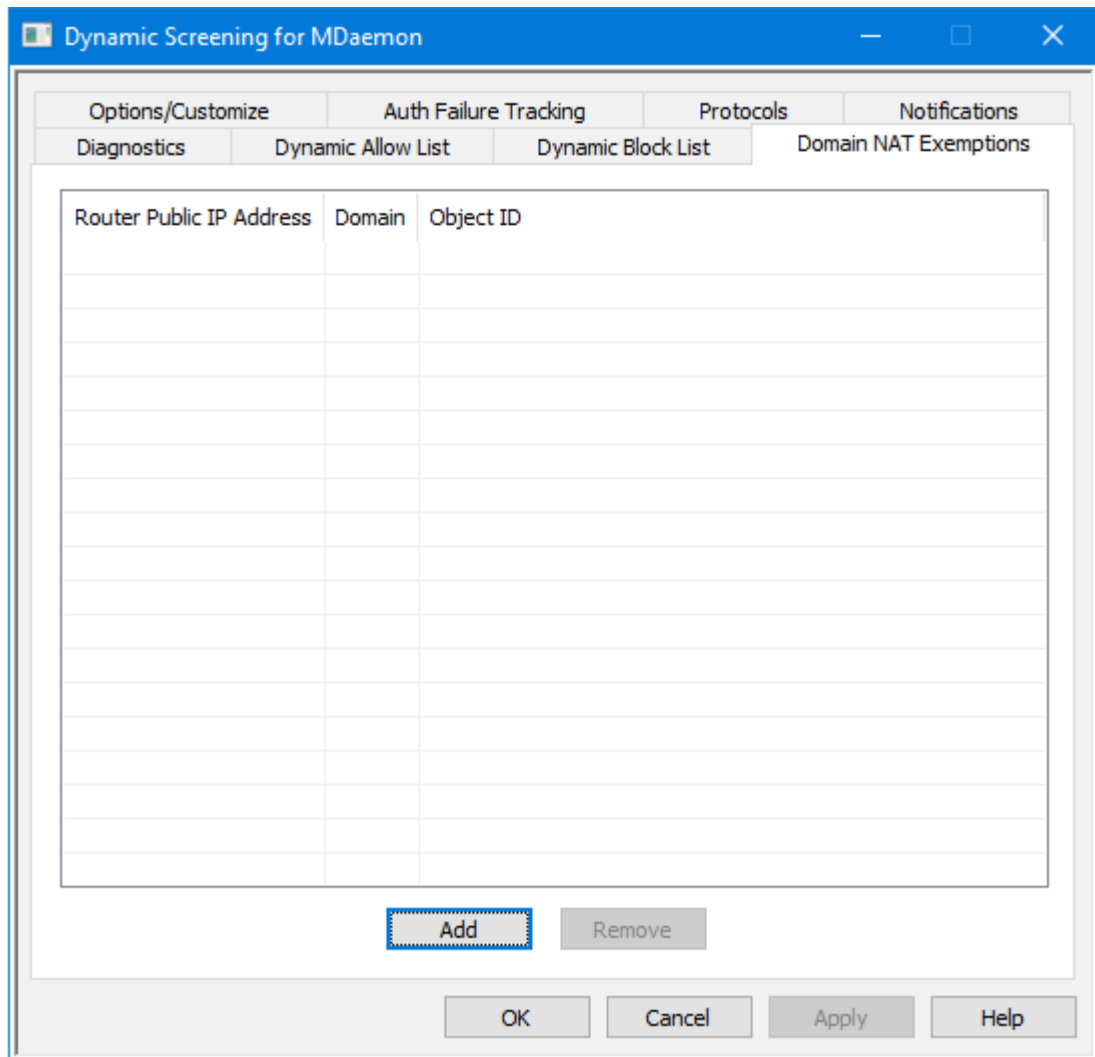 Dynamic Screening for MDaemon
Options/Customize Auth Failure Tracking Protocols Notifications
Diagnostics Dynamic Allow List Dynamic Block List Domain NAT Exemptions
Router Public IP Address Domain Object ID
Add Remove
OK Cancel Apply Help